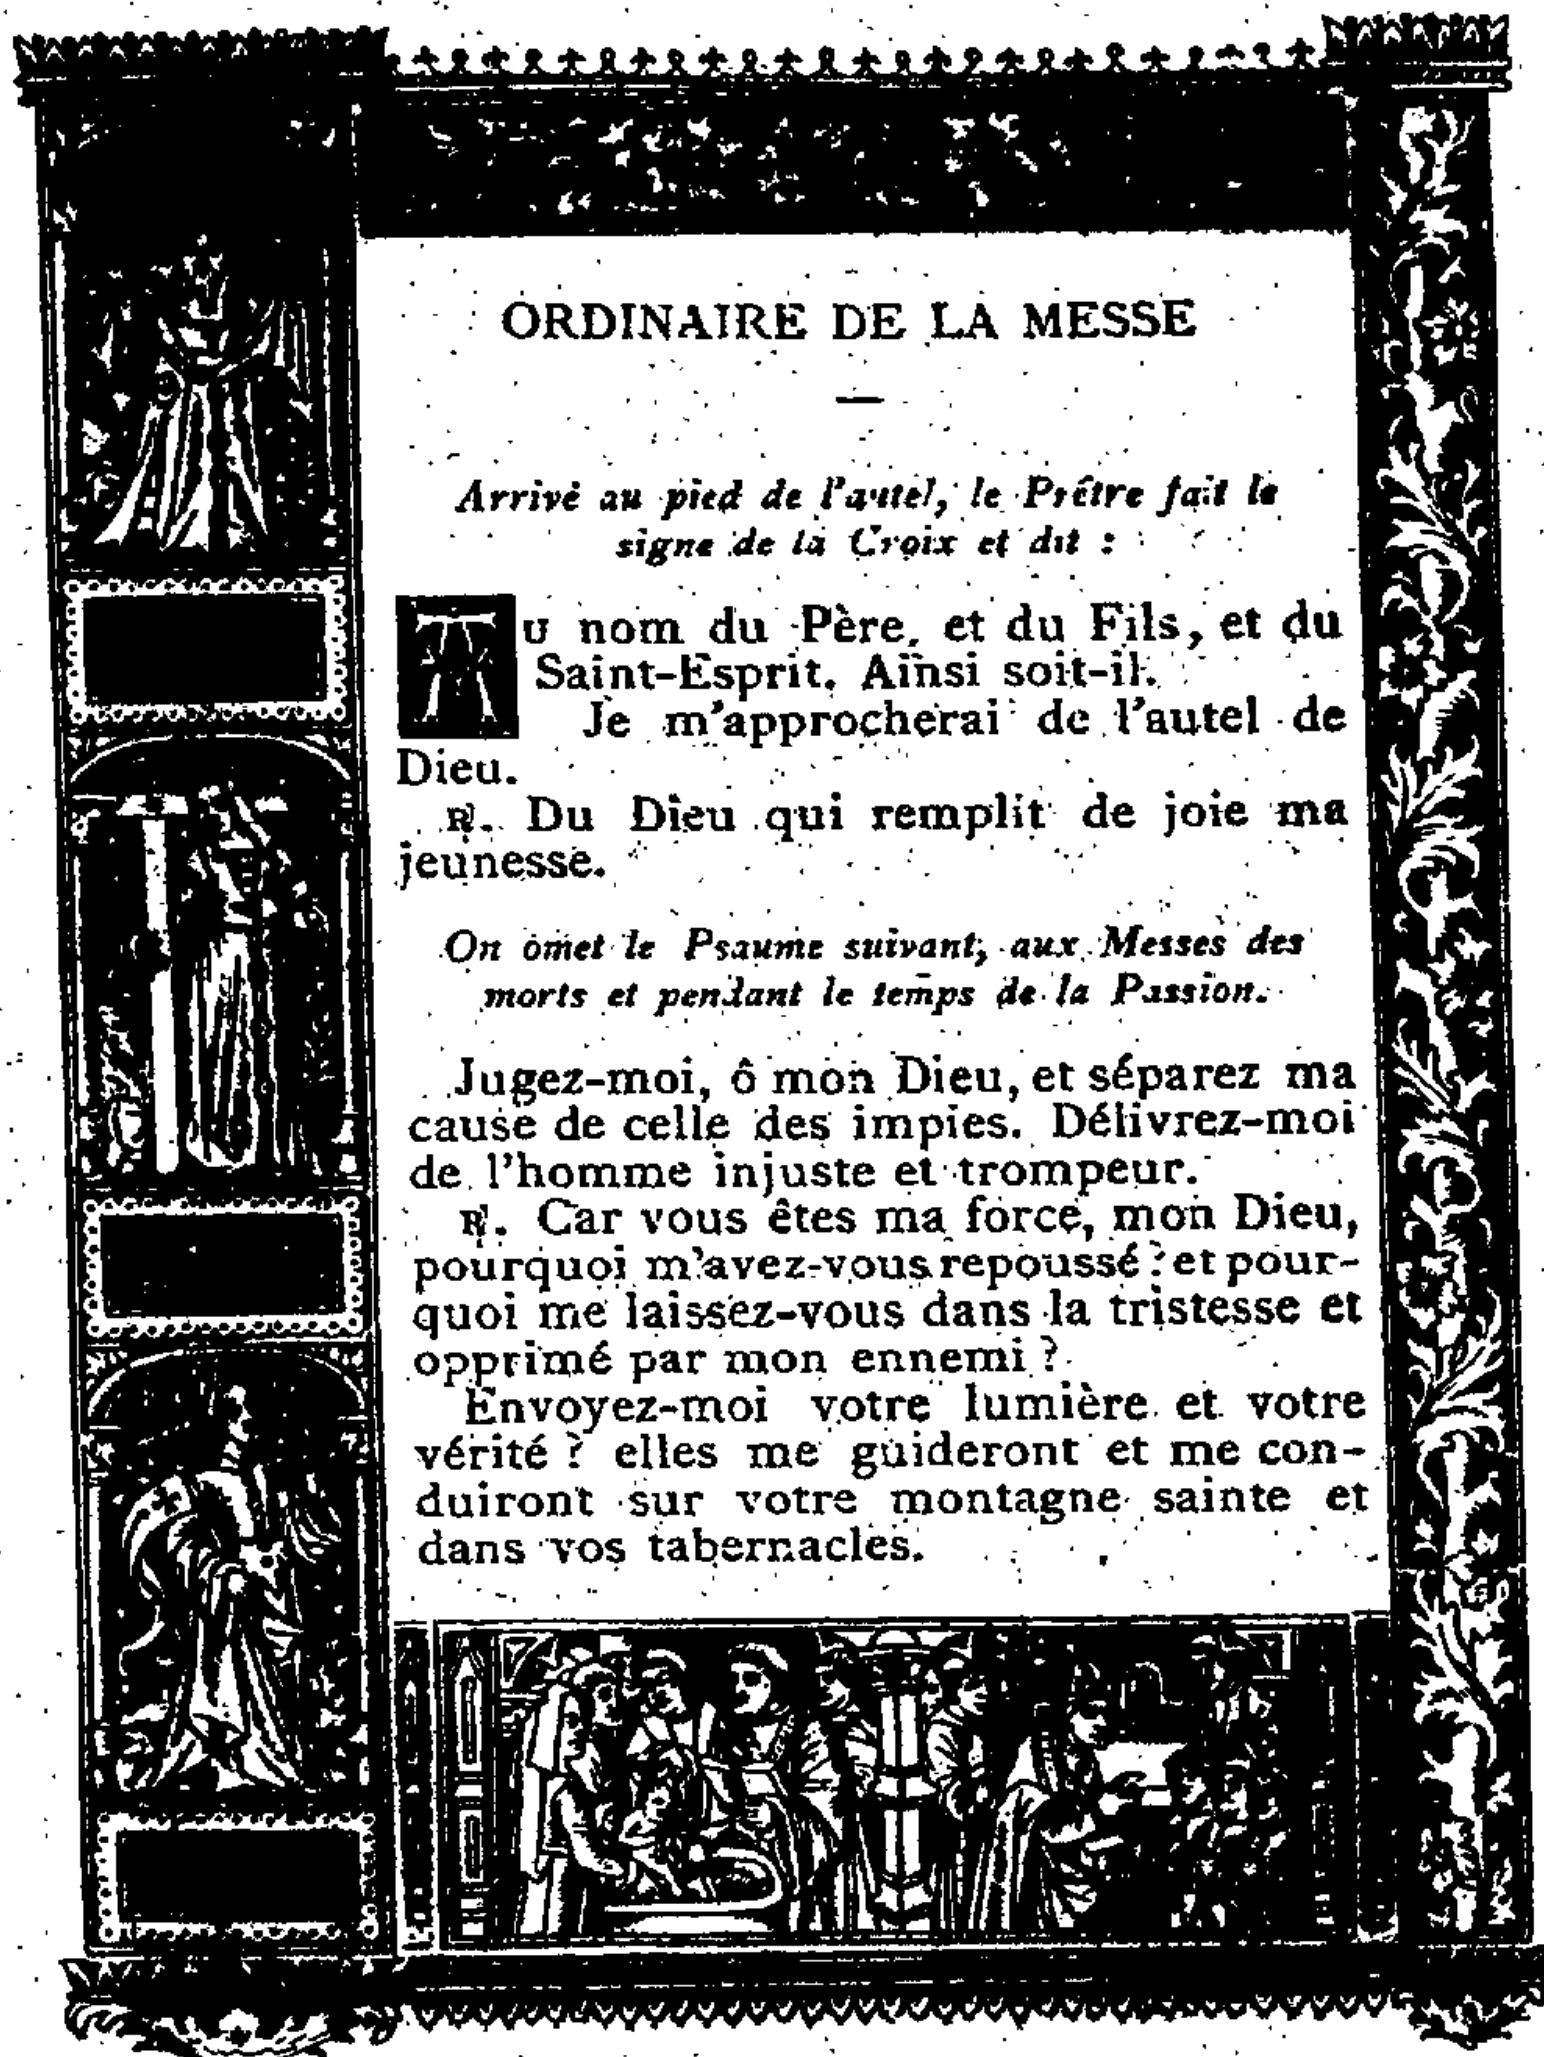 ORDINAIRE DE LA MESSE
Arrivé au pied de l'autel, le Prêtre fait le
signe de la Croix et dit :
AU nom du Père, et du Fils, et du
Saint-Esprit. Ainsi soit-il.
Je m'approcherai de l'autel de
Dieu.
℟. Du Dieu qui remplit de joie ma
jeunesse.
On omet le Psaume suivant, aux Messes des
morts et pendant le temps de la Passion.
Jugez-moi, ô mon Dieu, et séparez ma
cause de celle des impies. Délivrez-moi
de l'homme injuste et trompeur.
℟. Car vous êtes ma force, mon Dieu,
pourquoi m'avez-vous repoussé ? et pour-
quoi me laissez-vous dans la tristesse et
opprimé par mon ennemi ?
Envoyez-moi votre lumière et votre
vérité ? elles me guideront et me con-
duiront sur votre montagne sainte et
dans vos tabernacles.